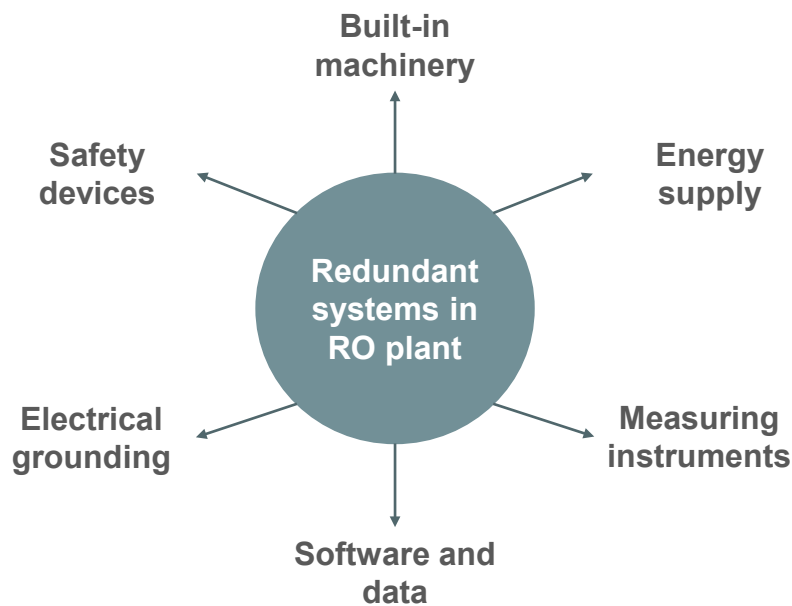 Built-in
machinery
Safety
devices
Energy
supply
Redundant
systems in
RO plant
Electrical
grounding
Measuring
instruments
Software and
data